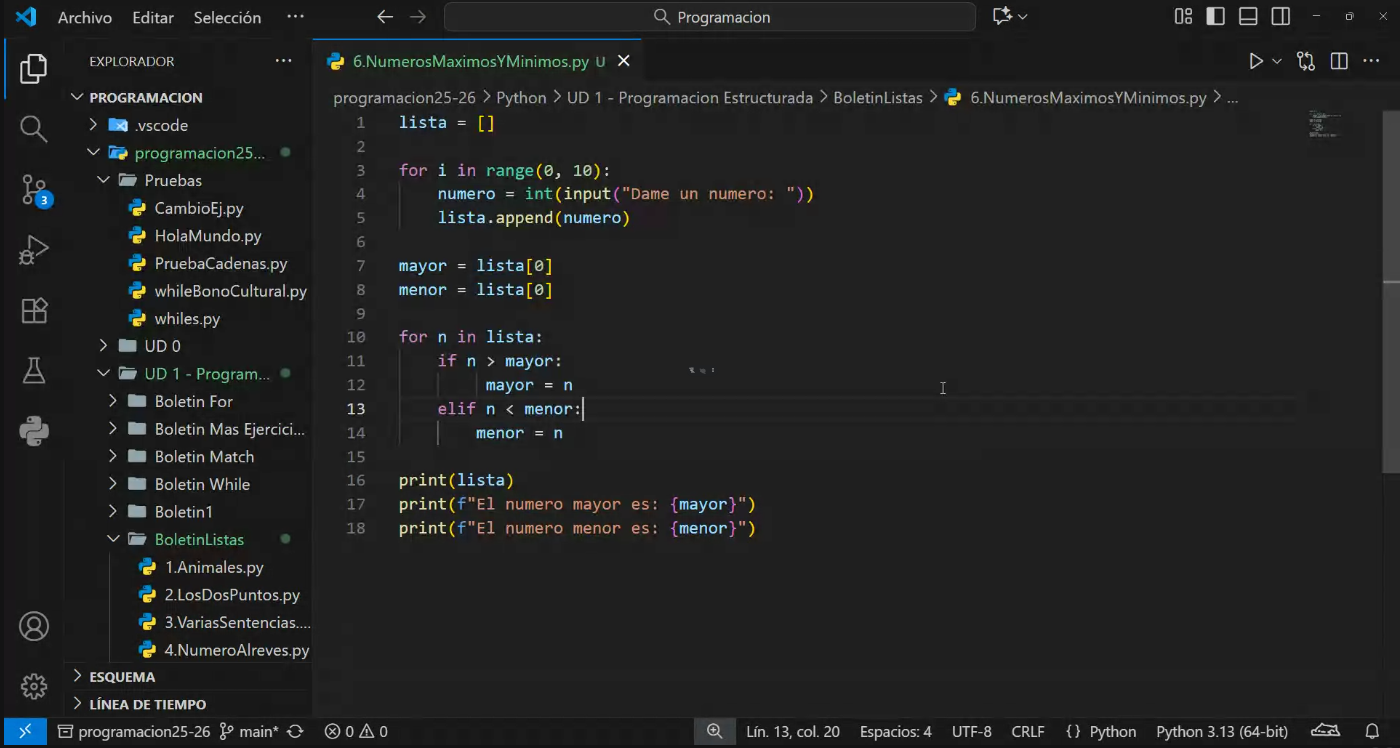 Archivo Editar Selección ··· Programacion
EXPLORADOR ···
PROGRAMACION
.vscode
programacion25...
Pruebas
CambioEj.py
HolaMundo.py
PruebaCadenas.py
whileBonoCultural.py
whiles.py
UD 0
UD 1 - Program...
Boletin For
Boletin Mas Ejercici...
Boletin Match
Boletin While
Boletin1
BoletinListas
1.Animales.py
2.LosDosPuntos.py
3.VariasSentencias....
4.NumeroAlreves.py
ESQUEMA
LÍNEA DE TIEMPO
3
6.NumerosMaximosYMinimos.py U
programacion25-26 > Python > UD 1 - Programacion Estructurada > BoletinListas > 6.NumerosMaximosYMinimos.py > ...
1 lista = []
2
3 for i in range(0, 10):
4 numero = int(input("Dame un numero: "))
5 lista.append(numero)
6
7 mayor = lista[0]
8 menor = lista[0]
9
10 for n in lista:
11 if n > mayor:
12 mayor = n
13 elif n < menor:
14 menor = n
15
16 print(lista)
17 print(f"El numero mayor es: {mayor}")
18 print(f"El numero menor es: {menor}")
programacion25-26 main* 0 0 Lín. 13, col. 20 Espacios: 4 UTF-8 CRLF {} Python Python 3.13 (64-bit)